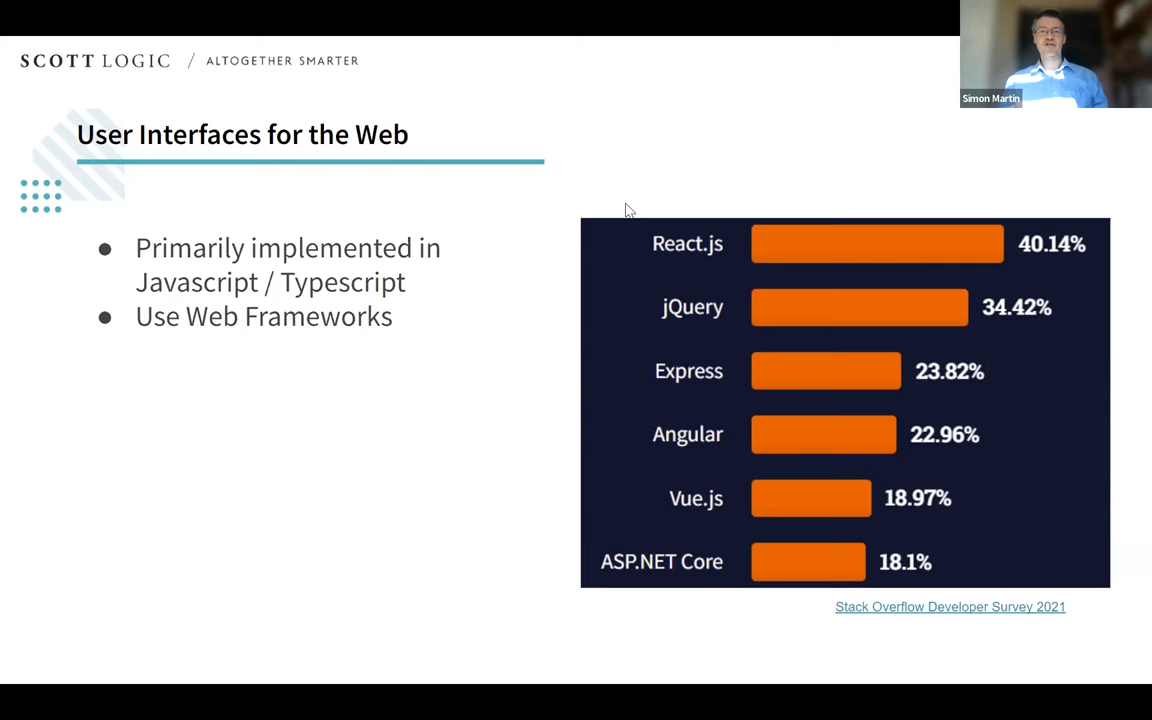 SCOTT LOGIC / ALTOGETHER SMARTER
Simon Martin
User Interfaces for the Web
● Primarily implemented in
Javascript / Typescript
● Use Web Frameworks
React.js 40.14%
jQuery 34.42%
Express 23.82%
Angular 22.96%
Vue.js 18.97%
ASP.NET Core 18.1%
Stack Overflow Developer Survey 2021